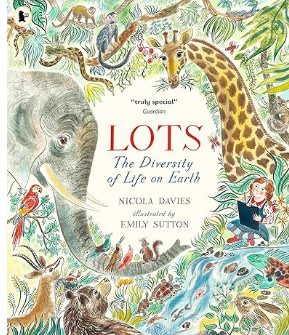 "truly special"
Guardian
LOTS
The Diversity
of Life on Earth
NICOLA DAVIES
illustrated by
EMILY SUTTON